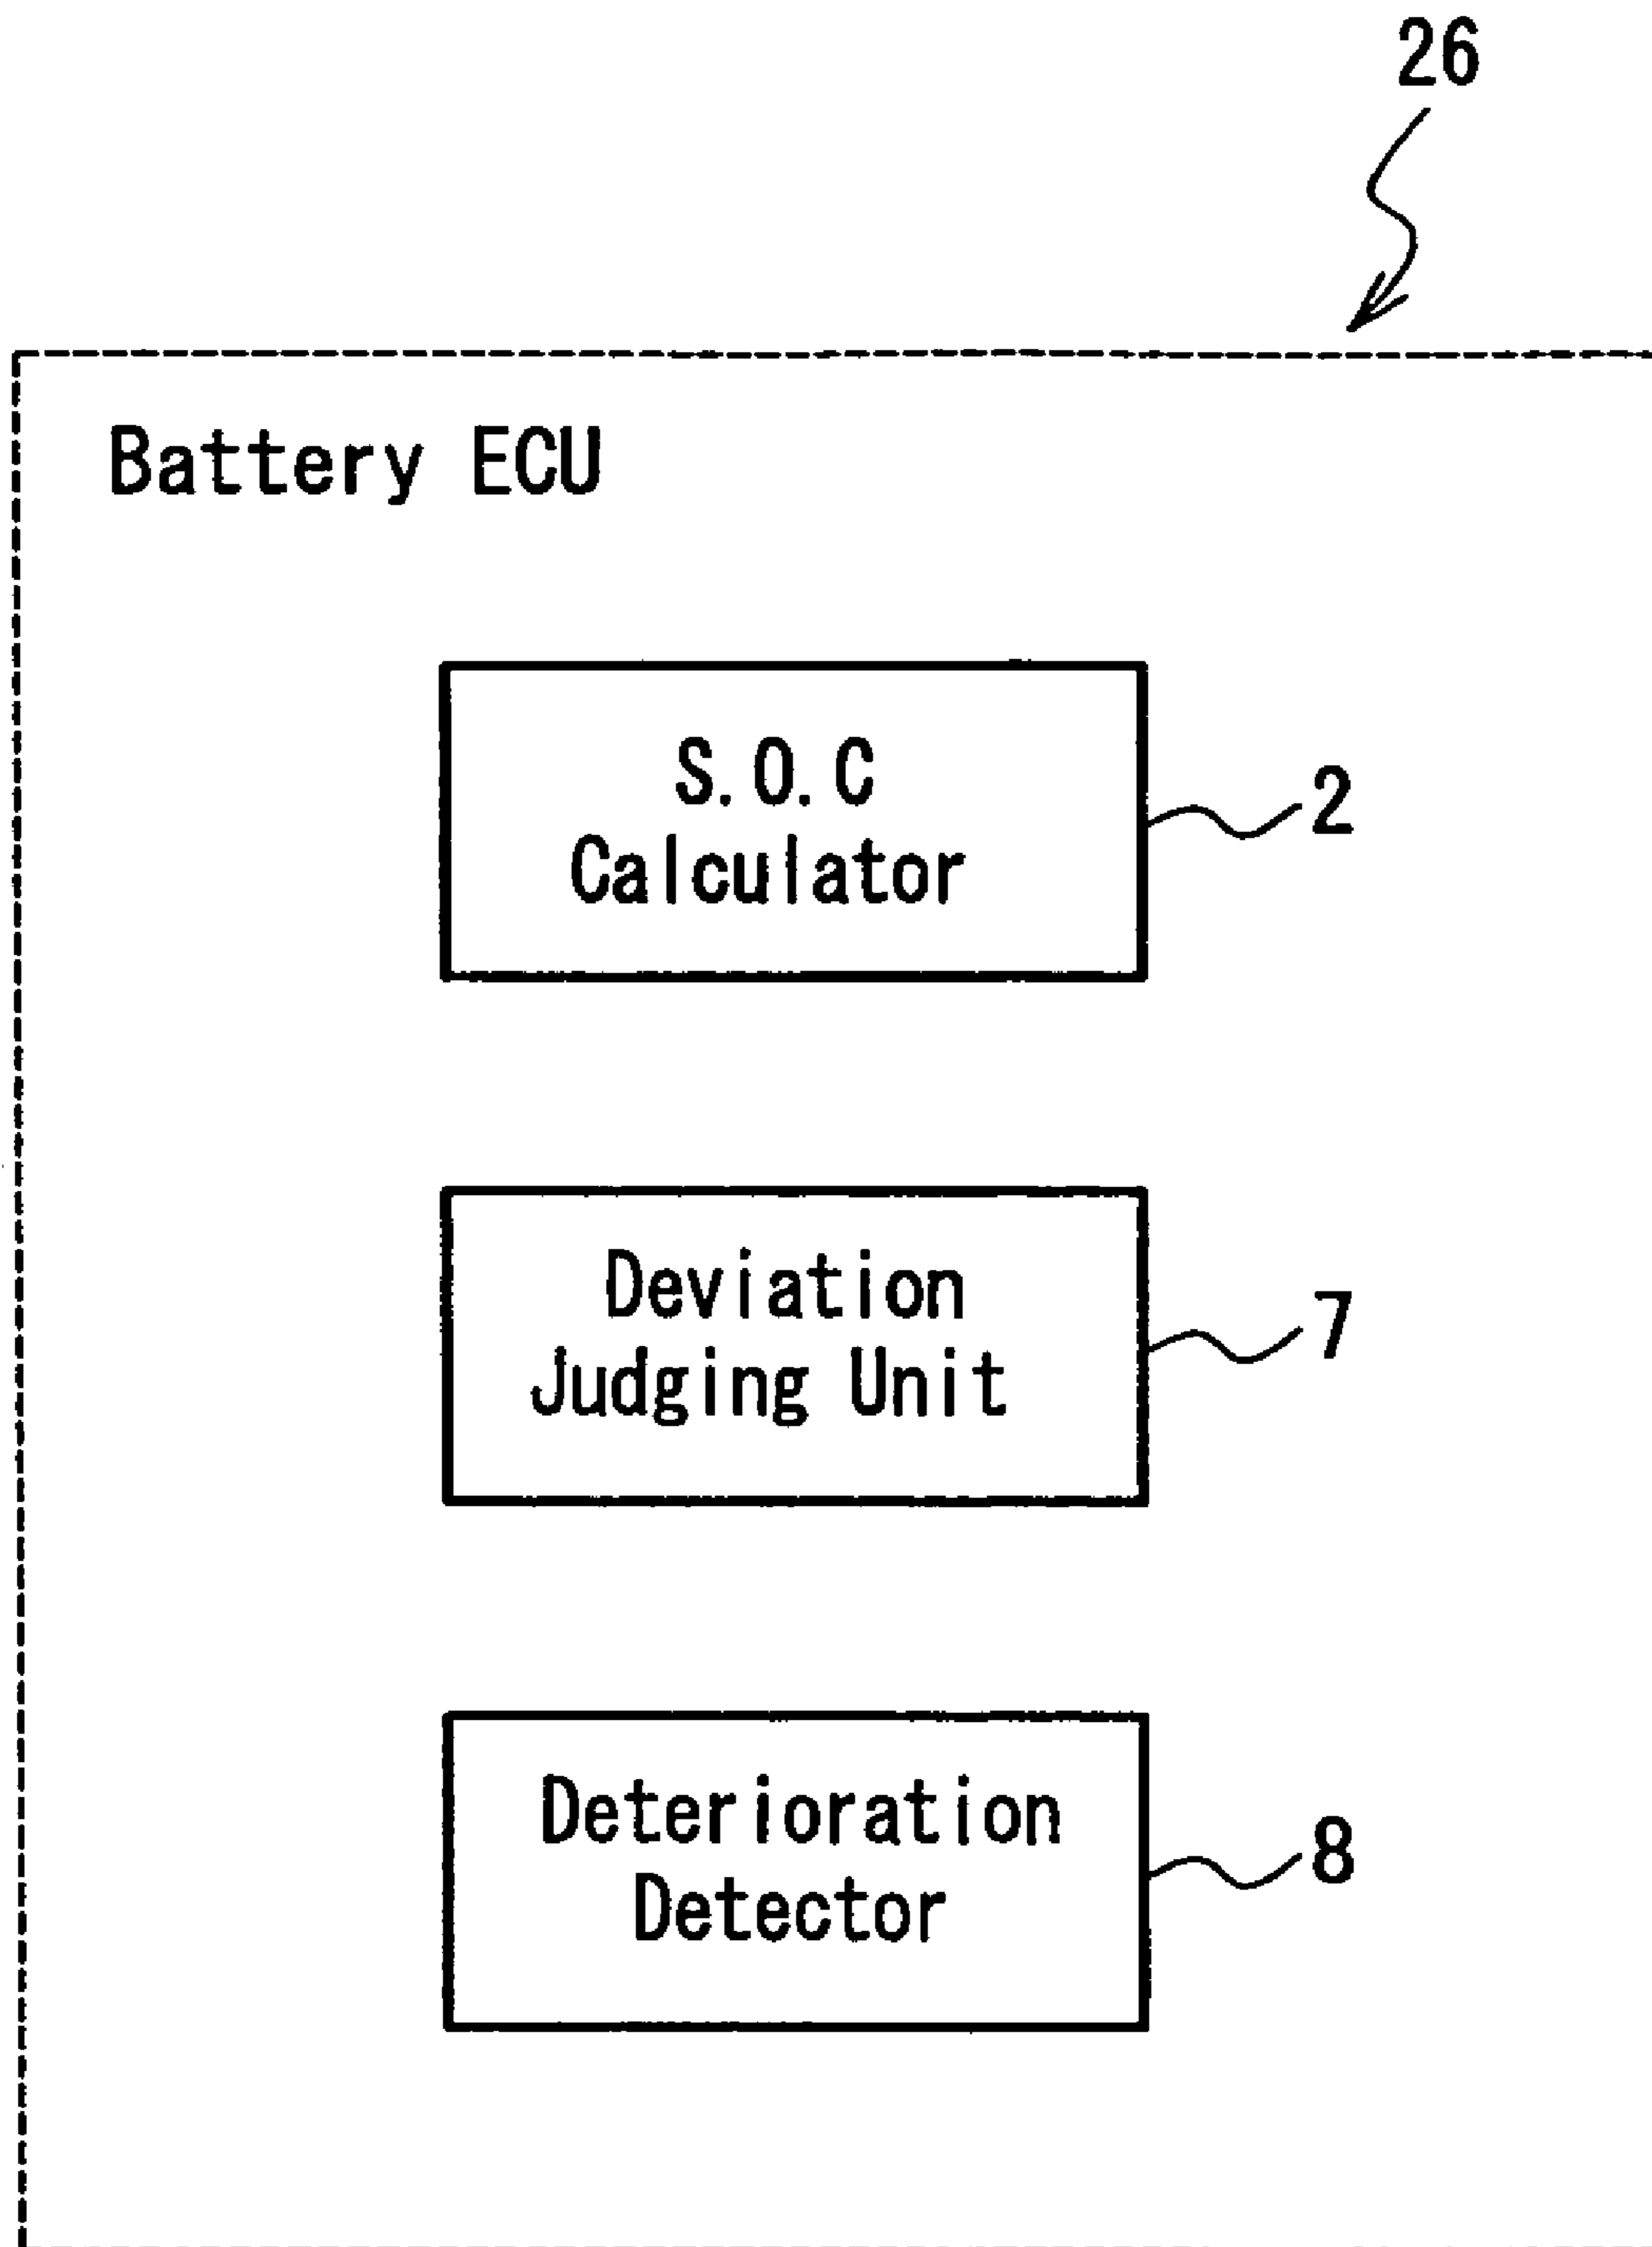 26
Battery ECU
S.O.C
Calculator
2
Deviation
Judging Unit
7
Deterioration
Detector
8